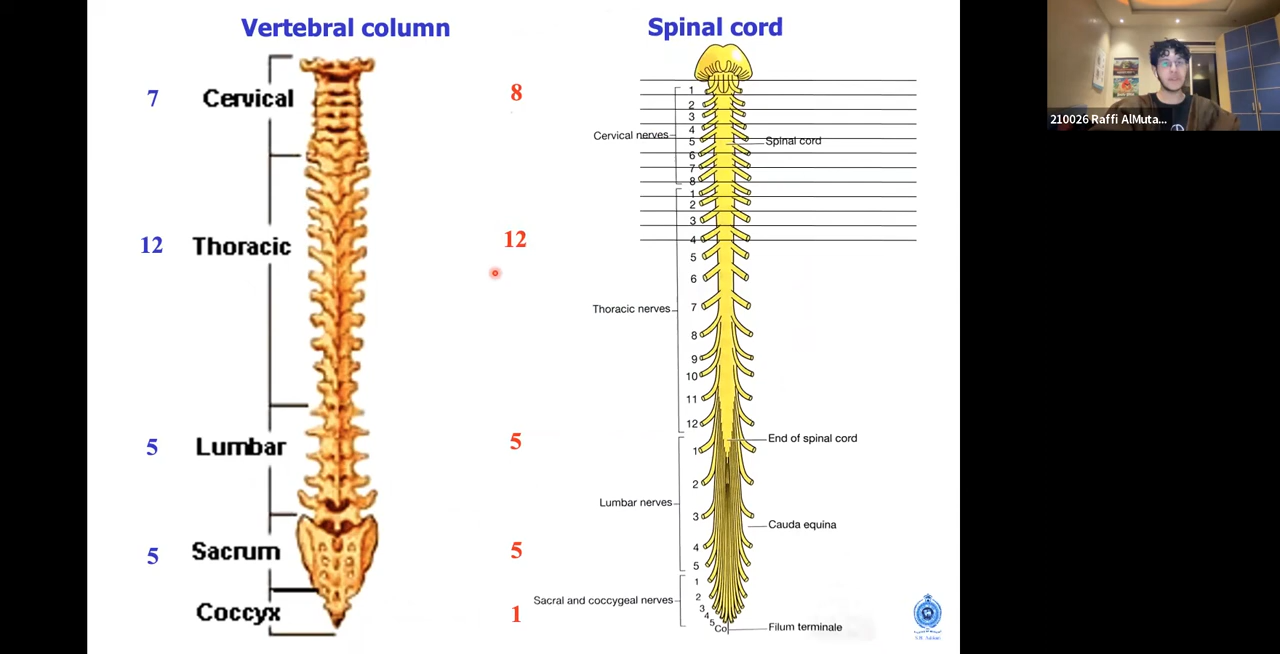 Vertebral column
Spinal cord
7
Cervical
12
Thoracic
5
Lumbar
5
Sacrum
Coccyx
8
12
5
5
1
Cervical nerves
1
2
3
4
5
6
7
8
Spinal cord
Thoracic nerves
1
2
3
4
5
6
7
8
9
10
11
12
End of spinal cord
Lumbar nerves
1
2
3
4
5
Cauda equina
Sacral and coccygeal nerves
1
2
3
4
5
Co
Filum terminale
210026 Raffi AlMuta...